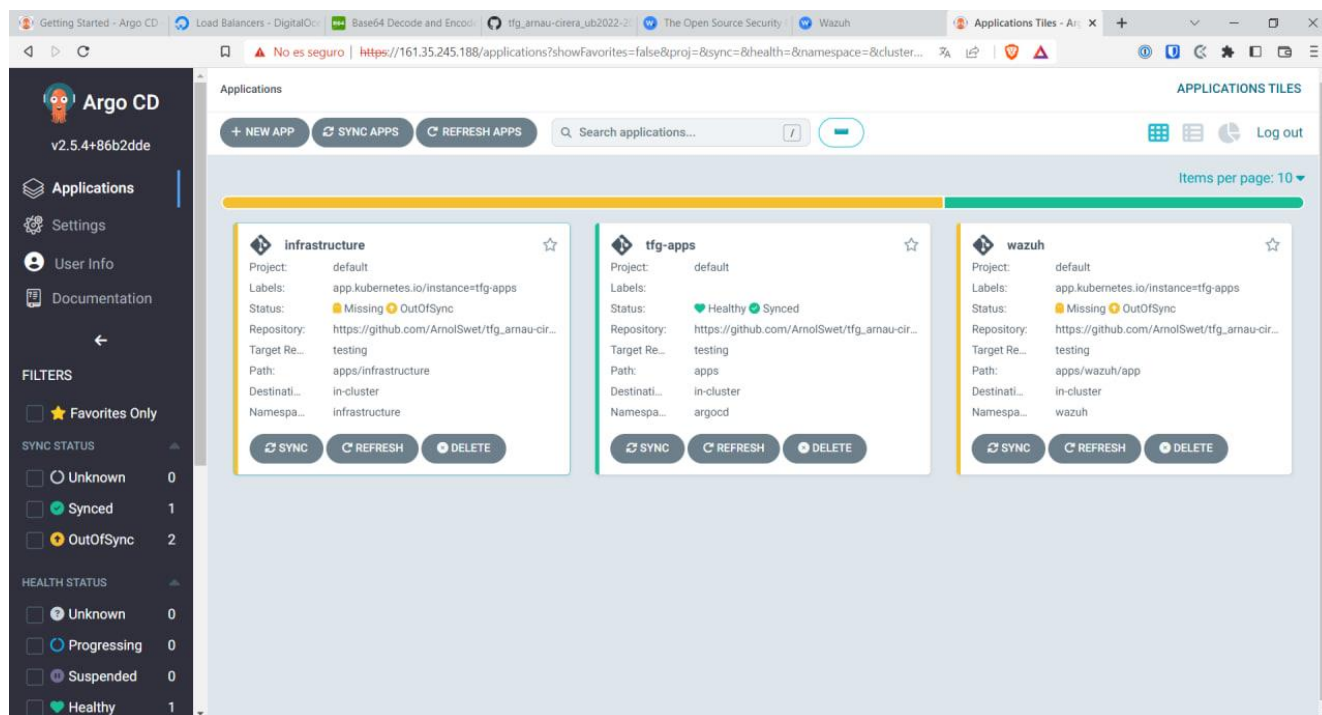 Getting Started - Argo CD
Load Balancers - DigitalOc
Base64 Decode and Encod
tfg_arnau-cirera_ub2022-2
The Open Source Security
Wazuh
Applications Tiles - Arg
No es seguro | https://161.35.245.188/applications?showFavorites=false&proj=&sync=&health=&namespace=&cluster...
Argo CD
v2.5.4+86b2dde
Applications
Settings
User Info
Documentation
FILTERS
Favorites Only
SYNC STATUS
Unknown 0
Synced 1
OutOfSync 2
HEALTH STATUS
Unknown 0
Progressing 0
Suspended 0
Healthy 1
Applications
APPLICATIONS TILES
+ NEW APP
SYNC APPS
REFRESH APPS
Search applications...
/
Log out
Items per page: 10
infrastructure
Project: default
Labels: app.kubernetes.io/instance=tfg-apps
Status: Missing OutOfSync
Repository: https://github.com/ArnolSwet/tfg_arnau-cir...
Target Re... testing
Path: apps/infrastructure
Destinati... in-cluster
Namespa... infrastructure
SYNC REFRESH DELETE
tfg-apps
Project: default
Labels:
Status: Healthy Synced
Repository: https://github.com/ArnolSwet/tfg_arnau-cir...
Target Re... testing
Path: apps
Destinati... in-cluster
Namespa... argocd
SYNC REFRESH DELETE
wazuh
Project: default
Labels: app.kubernetes.io/instance=tfg-apps
Status: Missing OutOfSync
Repository: https://github.com/ArnolSwet/tfg_arnau-cir...
Target Re... testing
Path: apps/wazuh/app
Destinati... in-cluster
Namespa... wazuh
SYNC REFRESH DELETE